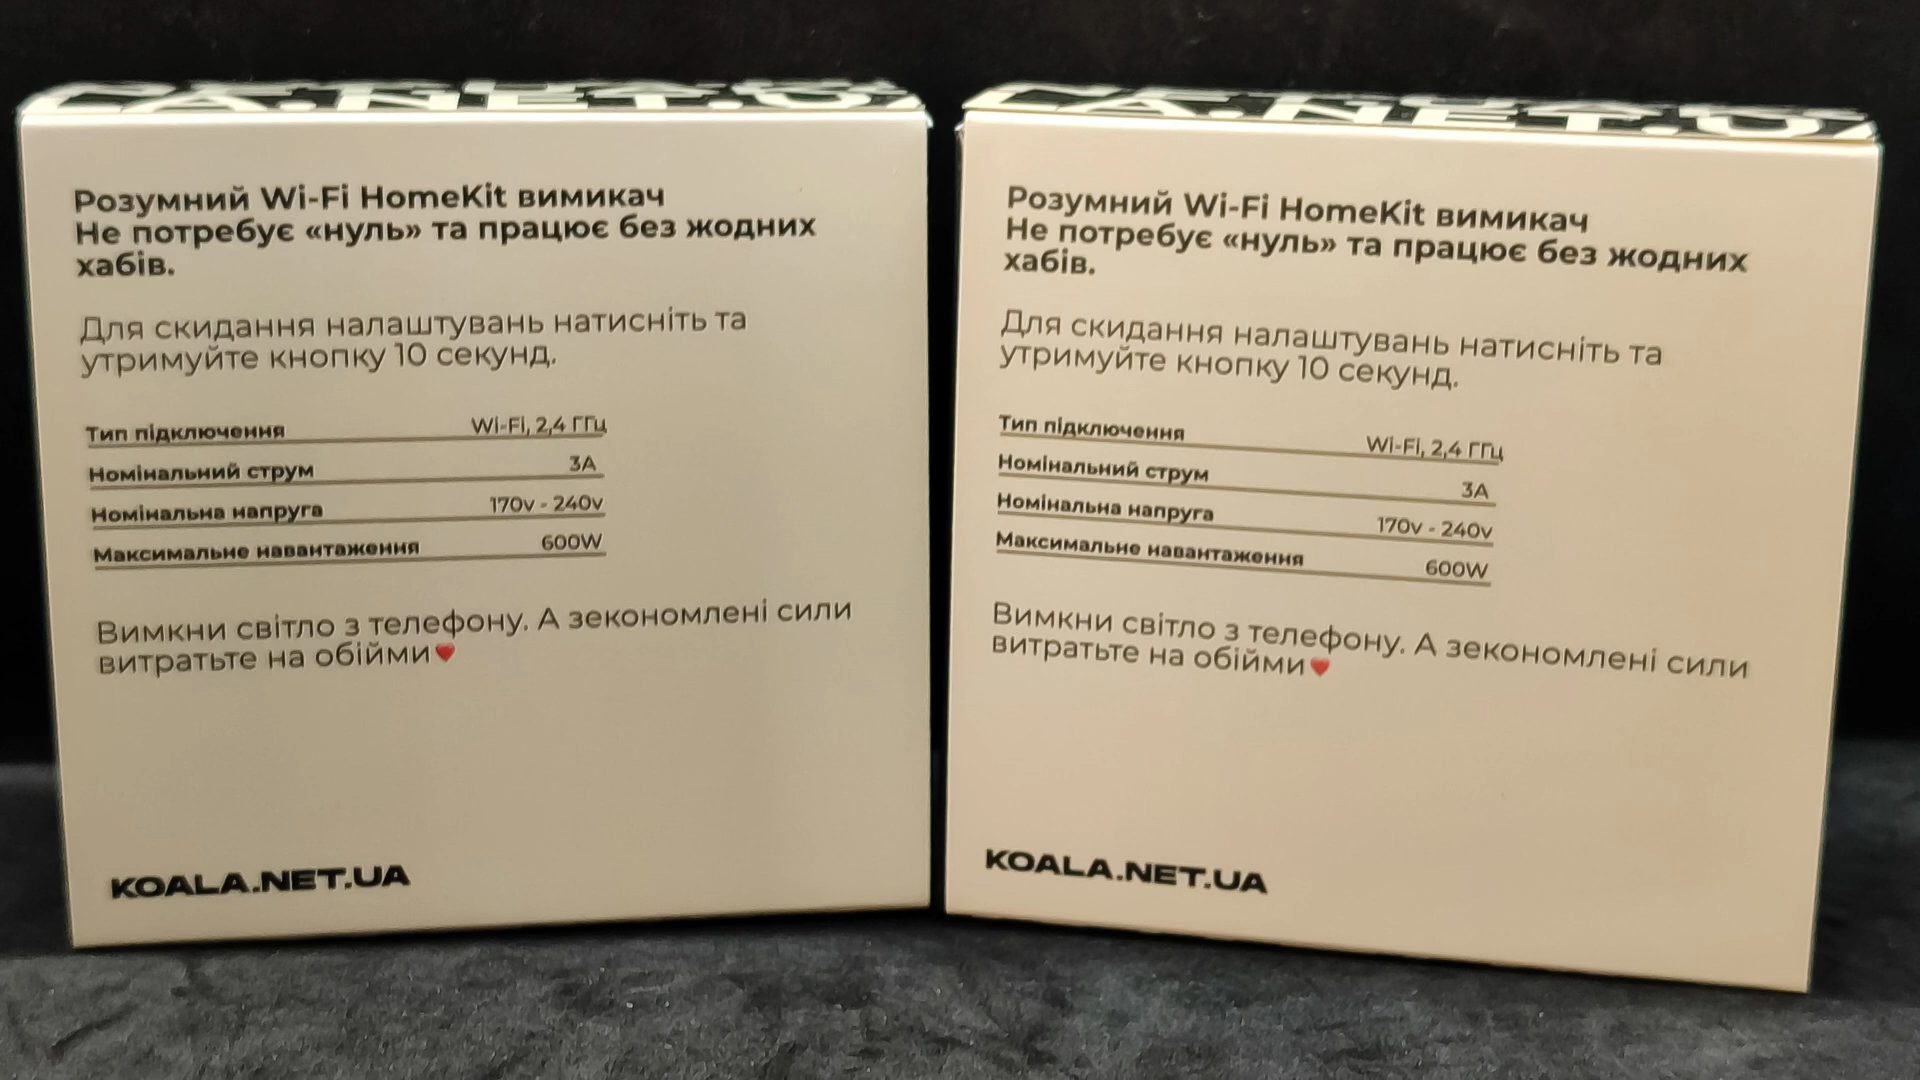 LA.NET.U
Розумний Wi-Fi HomeKit вимикач
Не потребує «нуль» та працює без жодних
хабів.
Для скидання налаштувань натисніть та
утримуйте кнопку 10 секунд.
Тип підключення Wi-Fi, 2,4 ГГц
Номінальний струм 3A
Номінальна напруга 170v - 240v
Максимальне навантаження 600W
Вимкни світло з телефону. А зекономлені сили
витратьте на обійми♥
KOALA.NET.UA
LA.NET.U
Розумний Wi-Fi HomeKit вимикач
Не потребує «нуль» та працює без жодних
хабів.
Для скидання налаштувань натисніть та
утримуйте кнопку 10 секунд.
Тип підключення Wi-Fi, 2,4 ГГц
Номінальний струм 3A
Номінальна напруга 170v - 240v
Максимальне навантаження 600W
Вимкни світло з телефону. А зекономлені сили
витратьте на обійми♥
KOALA.NET.UA